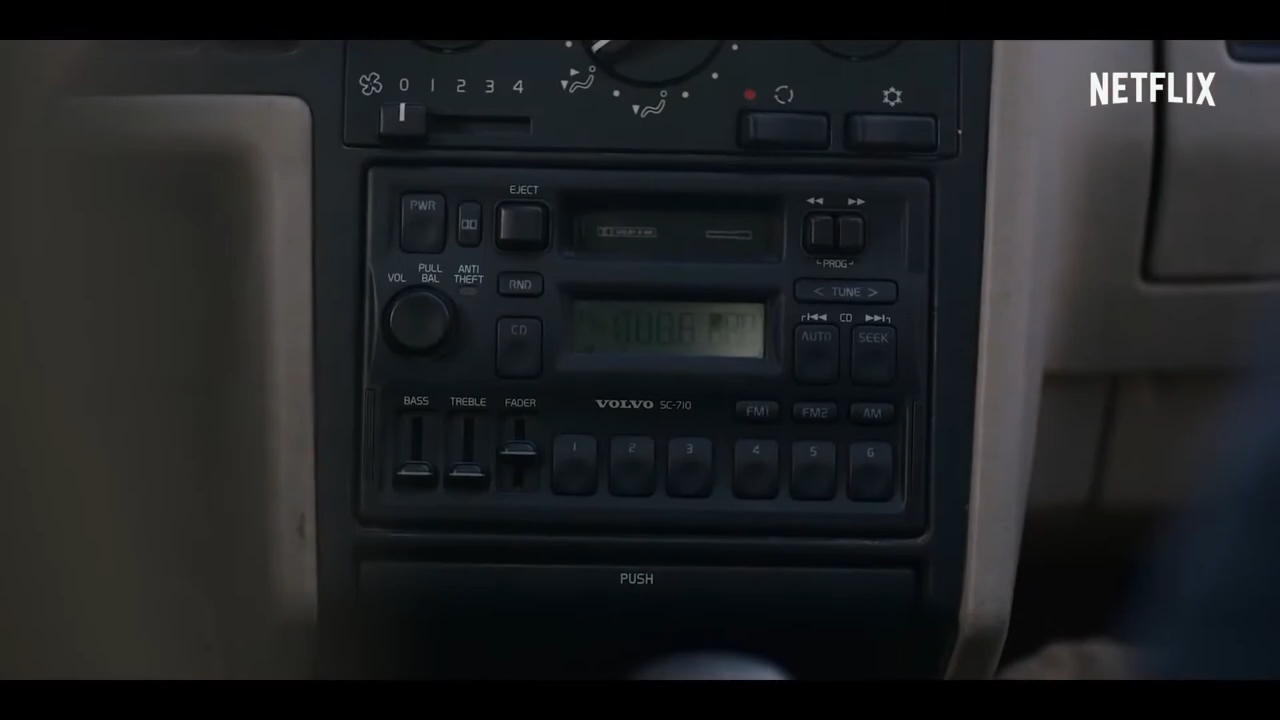 NETFLIX
0 1 2 3 4
EJECT
PWR
PROG
VOL
PULL
BAL
ANTI
THEFT
RND
< TUNE >
CD
CD
AUTO
SEEK
BASS
TREBLE
FADER
VOLVO SC-710
FM1
FM2
AM
1 2 3 4 5 6
PUSH